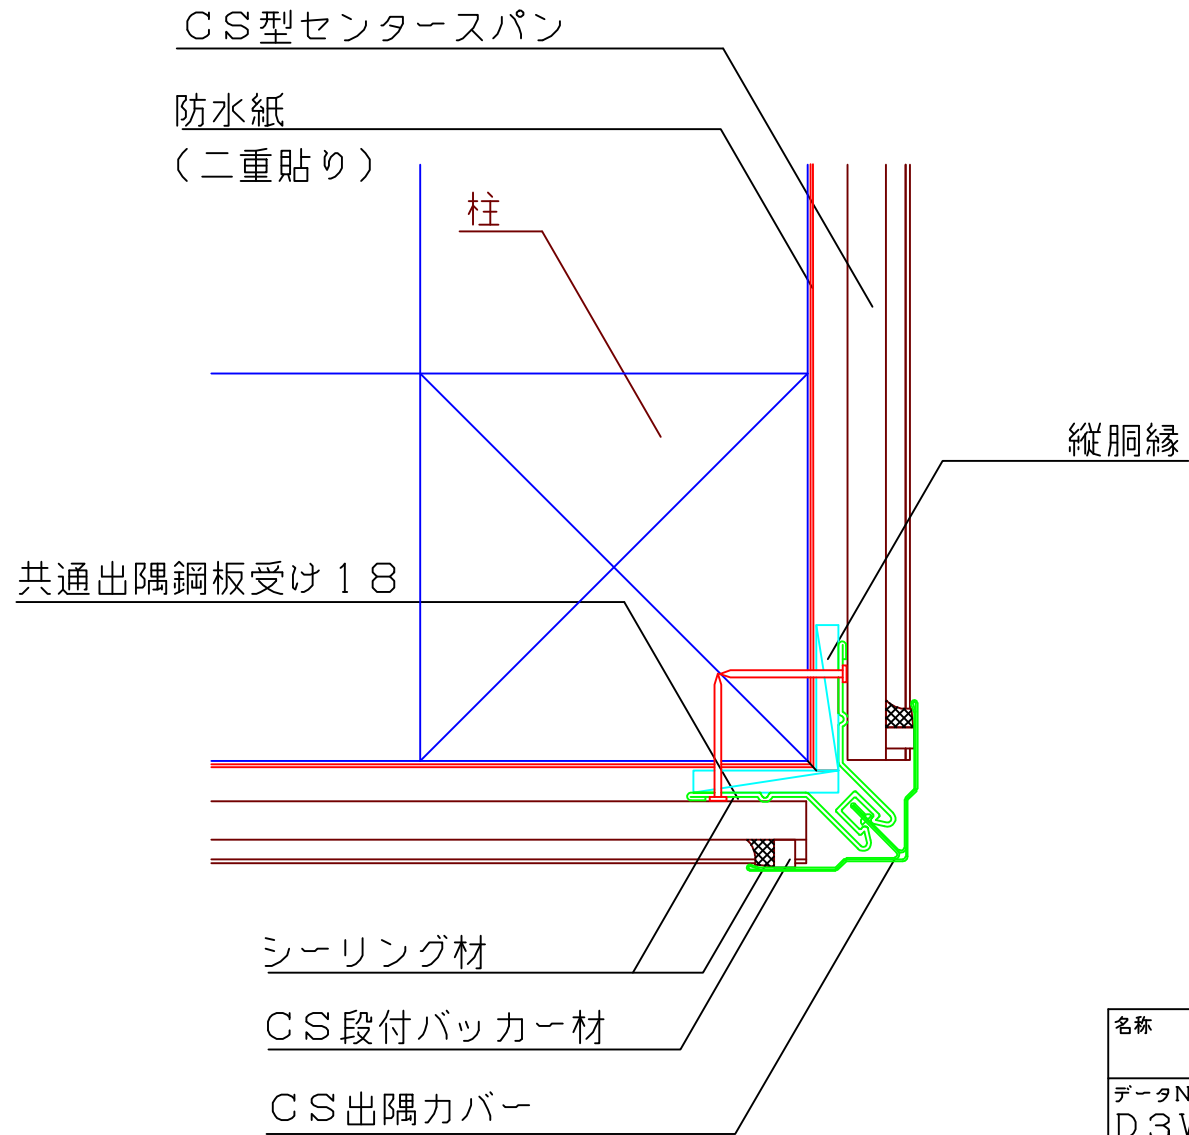 CS型センタースパン
防水紙
(二重貼り)
柱
縦胴縁
共通出隅鋼板受け18
シーリング材
CS段付バッカー材
CS出隅カバー
名称
データN
D3W